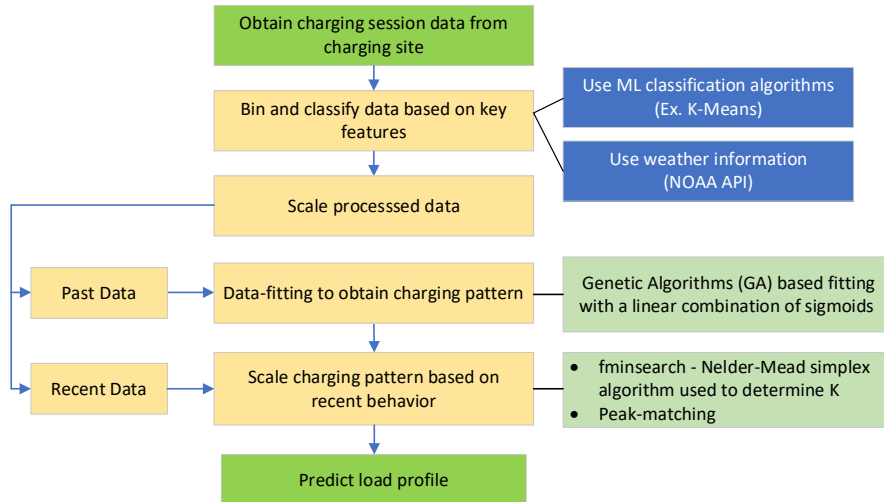 Obtain charging session data from
charging site
Bin and classify data based on key
features
Use ML classification algorithms
(Ex. K-Means)
Use weather information
(NOAA API)
Scale processsed data
Past Data
Data-fitting to obtain charging pattern
Genetic Algorithms (GA) based fitting
with a linear combination of sigmoids
Recent Data
Scale charging pattern based on
recent behavior
• fminsearch - Nelder-Mead simplex
algorithm used to determine K
• Peak-matching
Predict load profile